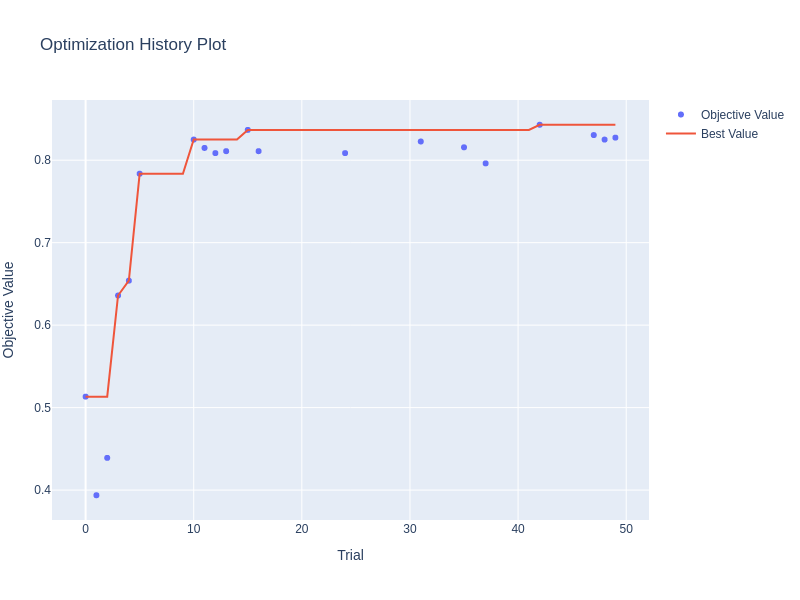 Optimization History Plot
Objective Value
Best Value
0.8
0.7
0.6
0.5
0.4
Objective Value
0
10
20
30
40
50
Trial